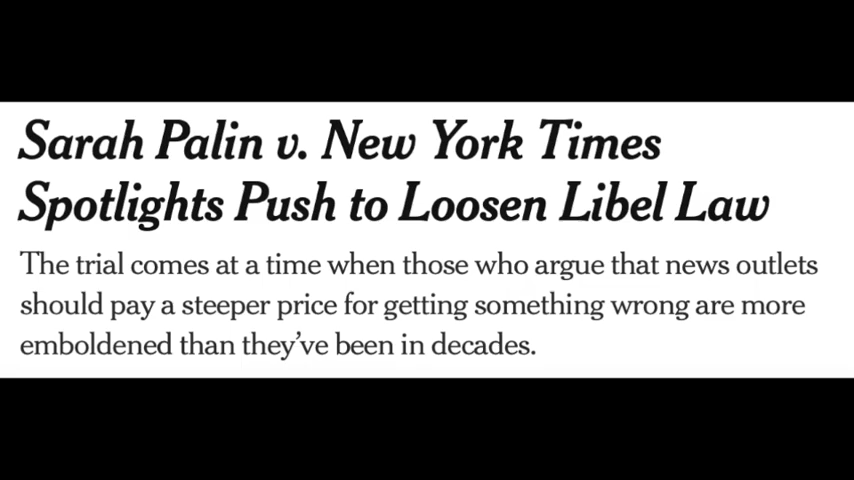 Sarah Palin v. New York Times
Spotlights Push to Loosen Libel Law
The trial comes at a time when those who argue that news outlets
should pay a steeper price for getting something wrong are more
emboldened than they’ve been in decades.